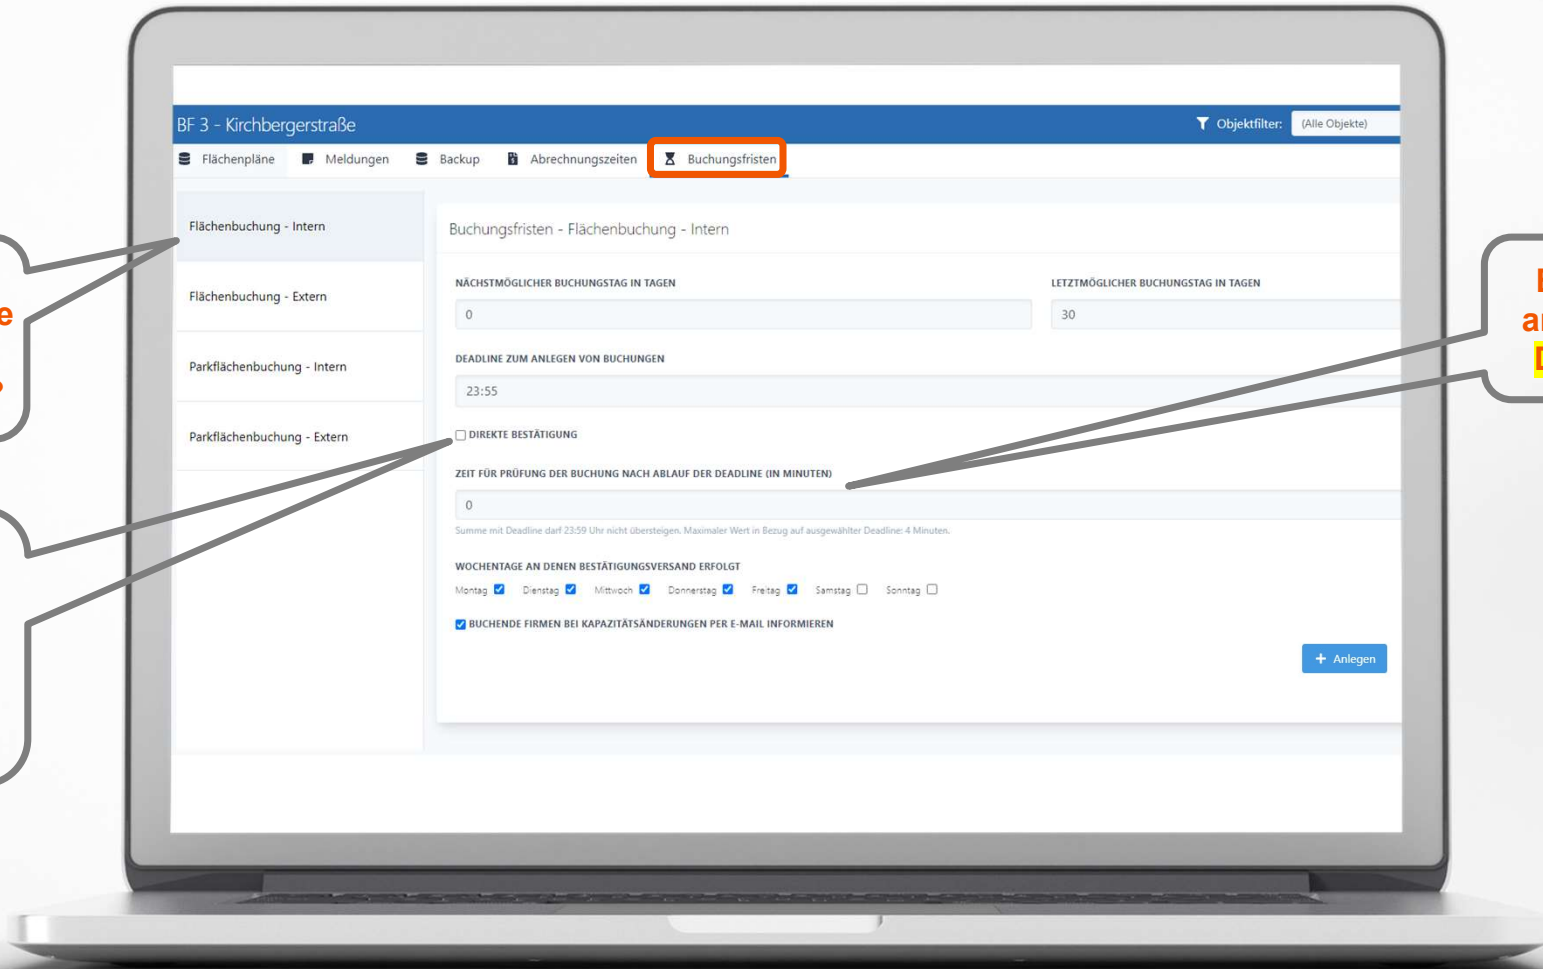 BF 3 - Kirchbergerstraße
Objektfilter: (Alle Objekte)
Flächenpläne Meldungen Backup Abrechnungszeiten Buchungsfristen
Flächenbuchung - Intern
Flächenbuchung - Extern
Parkflächenbuchung - Intern
Parkflächenbuchung - Extern
Buchungsfristen - Flächenbuchung - Intern
NÄCHSTMÖGLICHER BUCHUNGSTAG IN TAGEN
0
LETZTMÖGLICHER BUCHUNGSTAG IN TAGEN
30
DEADLINE ZUM ANLEGEN VON BUCHUNGEN
23:55
DIREKTE BESTÄTIGUNG
ZEIT FÜR PRÜFUNG DER BUCHUNG NACH ABLAUF DER DEADLINE (IN MINUTEN)
0
Summe mit Deadline darf 23:59 Uhr nicht übersteigen. Maximaler Wert in Bezug auf ausgewählter Deadline: 4 Minuten.
WOCHENTAGE AN DENEN BESTÄTIGUNGSVERSAND ERFOLGT
Montag Dienstag Mittwoch Donnerstag Freitag Samstag Sonntag
BUCHENDE FIRMEN BEI KAPAZITÄTSÄNDERUNGEN PER E-MAIL INFORMIEREN
+ Anlegen